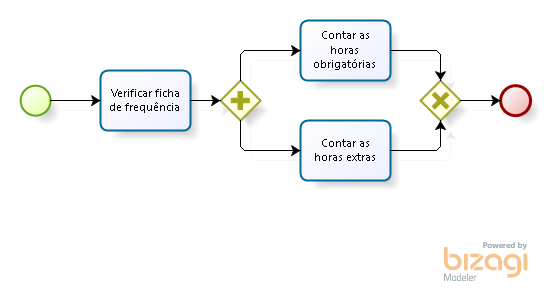 Verificar ficha
de frequência
Contar as
horas
obrigatórias
Contar as
horas extras
Powered by
bizagi
Modeler